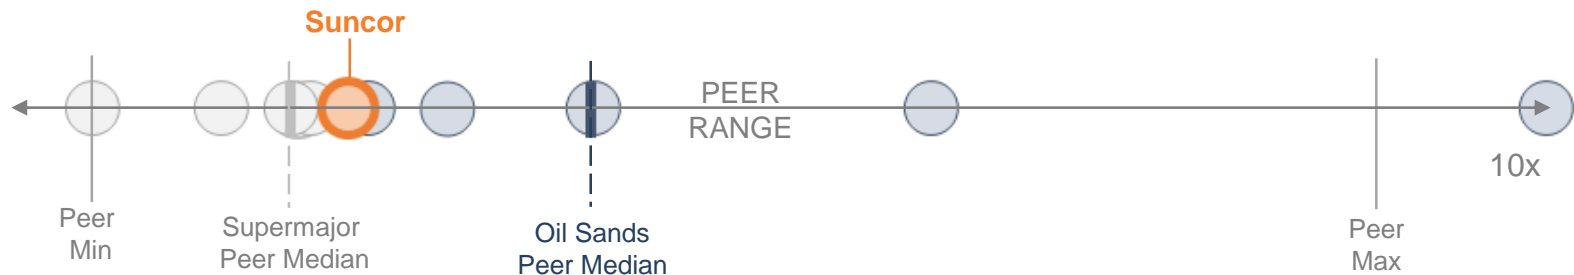 Suncor
PEER
RANGE
10x
Peer
Min
Supermajor
Peer Median
Oil Sands
Peer Median
Peer
Max